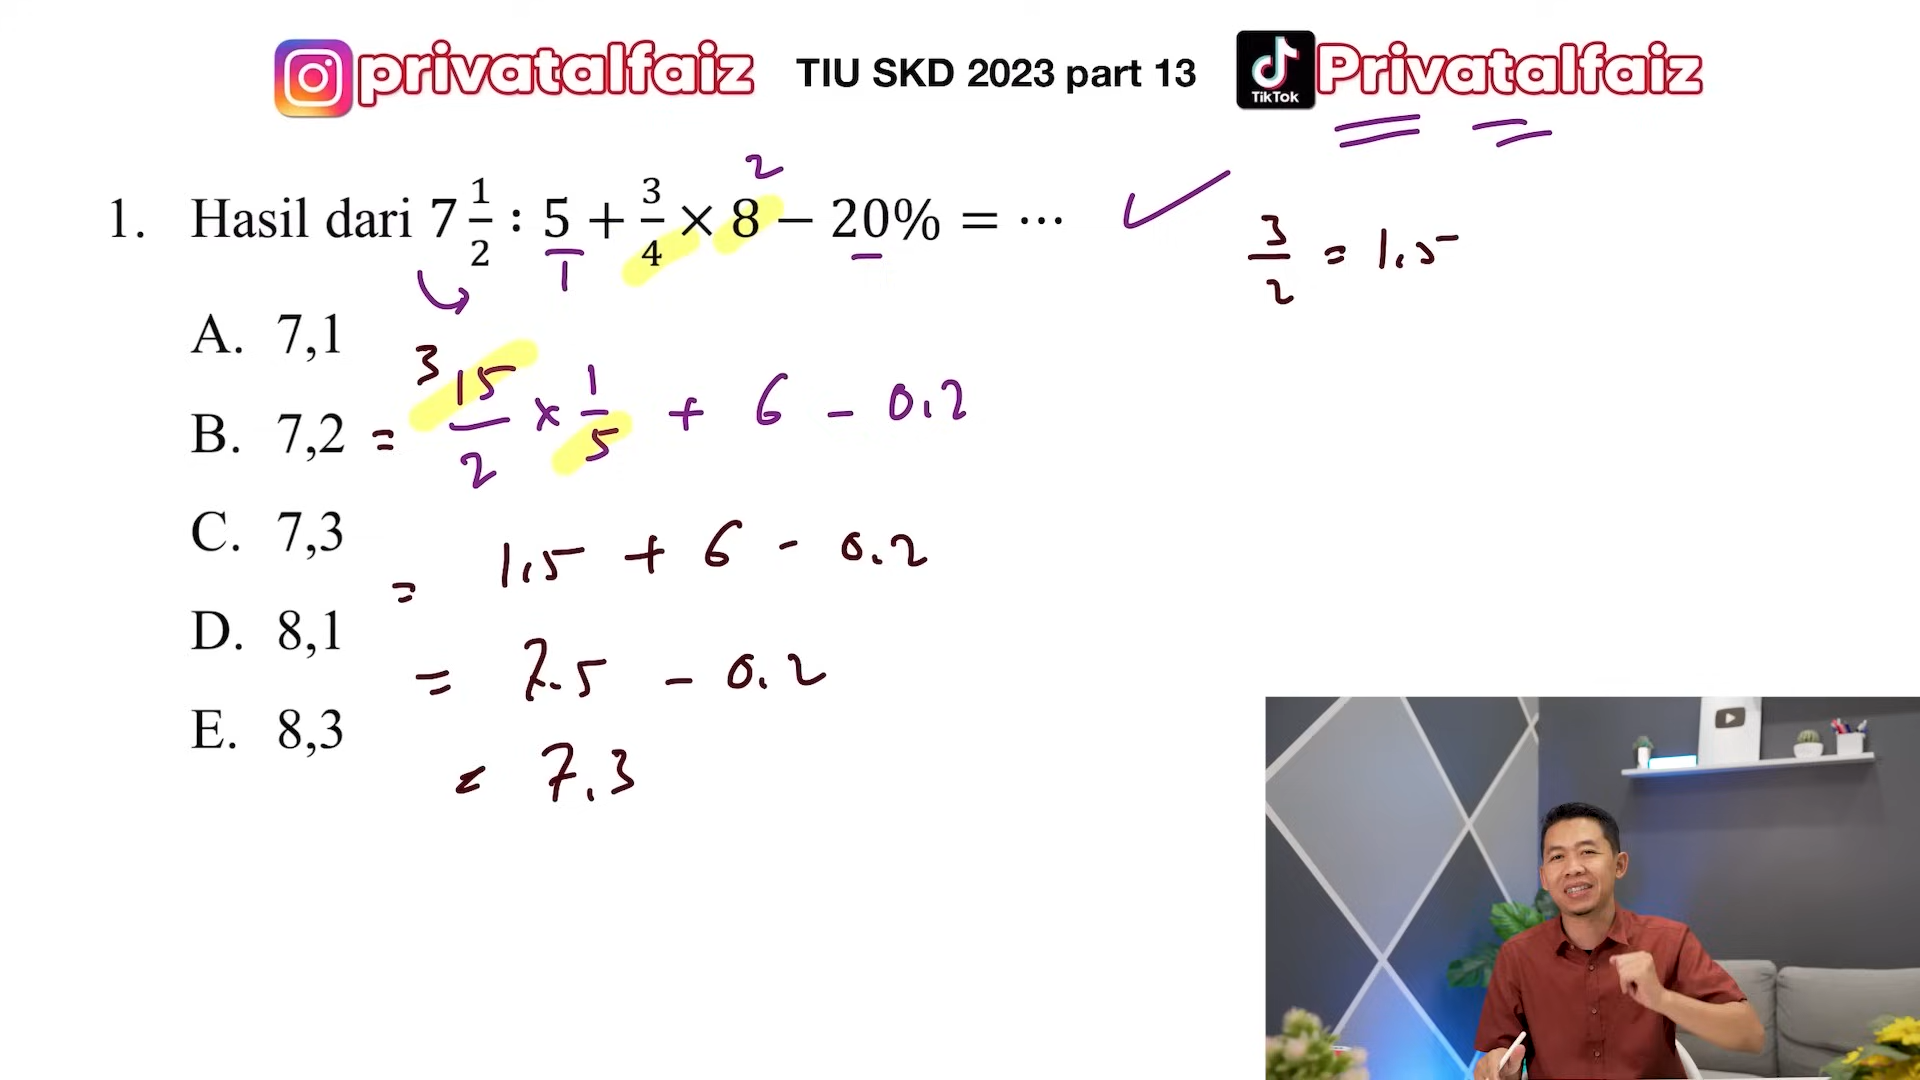 privatalfaiz TIU SKD 2023 part 13 TikTok Privatalfaiz
2
1. Hasil dari 7 1/2 : 5 + 3/4 × 8 − 20% = ...
1
3/2 = 1.5
A. 7,1
3
B. 7,2
= 15/2 x 1/5 + 6 - 0.2
C. 7,3
= 1.5 + 6 - 0.2
D. 8,1
= 7.5 - 0.2
E. 8,3
= 7.3